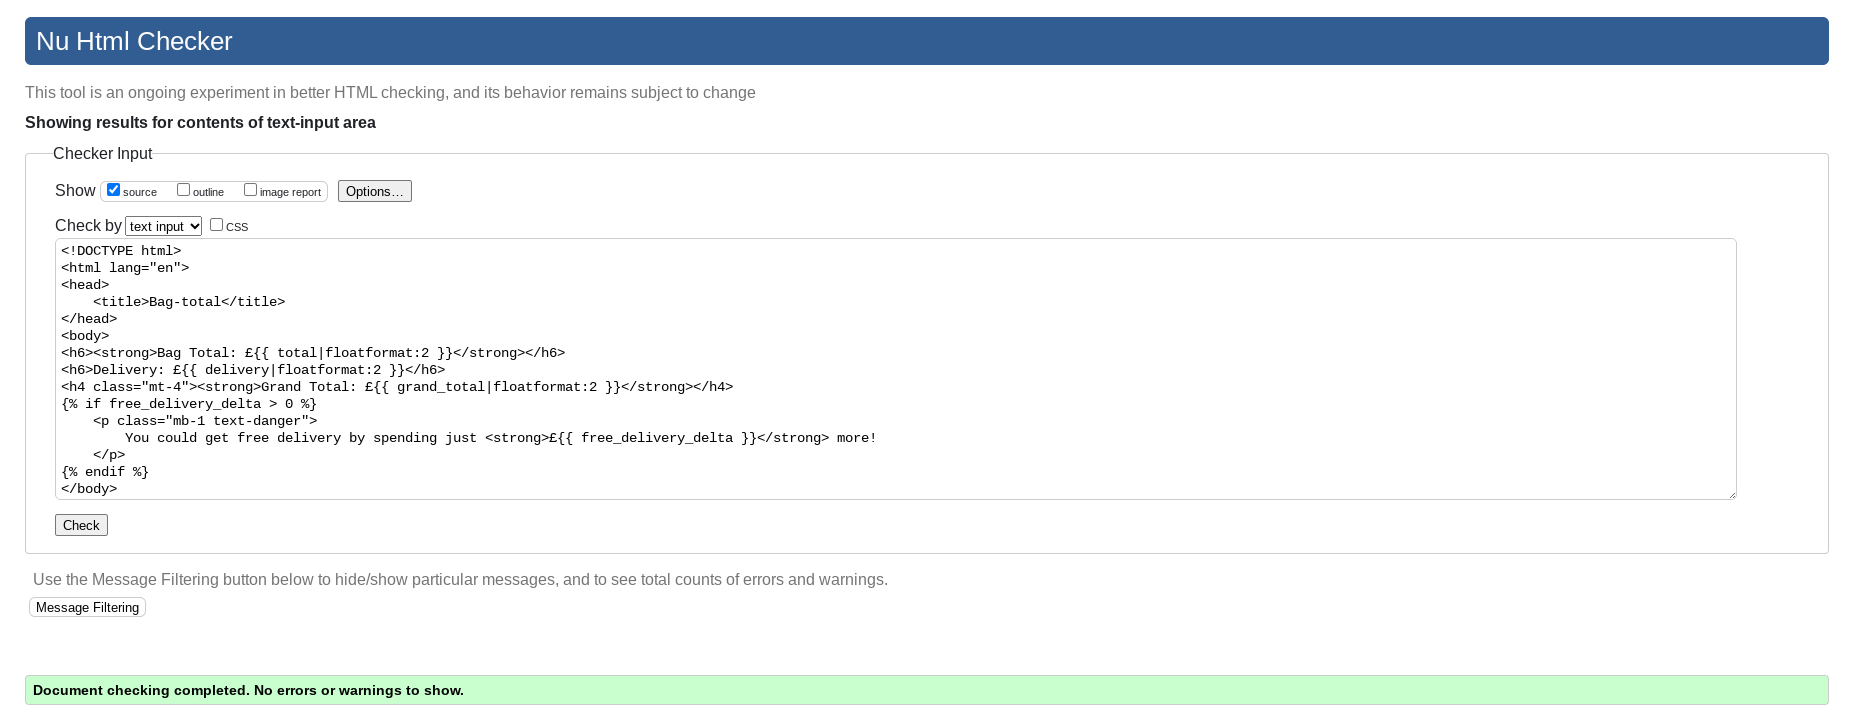 Nu Html Checker
This tool is an ongoing experiment in better HTML checking, and its behavior remains subject to change
Showing results for contents of text-input area
Checker Input
Show source outline image report Options...
Check by text input CSS
<!DOCTYPE html>
<html lang="en">
<head>
    <title>Bag-total</title>
</head>
<body>
<h6><strong>Bag Total: £{{ total|floatformat:2 }}</strong></h6>
<h6>Delivery: £{{ delivery|floatformat:2 }}</h6>
<h4 class="mt-4"><strong>Grand Total: £{{ grand_total|floatformat:2 }}</strong></h4>
{% if free_delivery_delta > 0 %}
    <p class="mb-1 text-danger">
        You could get free delivery by spending just <strong>£{{ free_delivery_delta }}</strong> more!
    </p>
{% endif %}
</body>
Check
Use the Message Filtering button below to hide/show particular messages, and to see total counts of errors and warnings.
Message Filtering
Document checking completed. No errors or warnings to show.